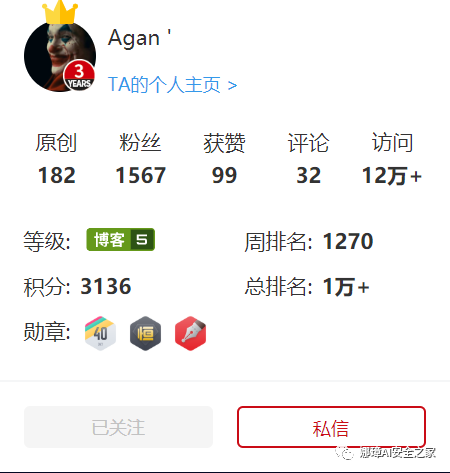 Agan '
3
YEARS
TA的个人主页 >
原创 粉丝 获赞 评论 访问
182 1567 99 32 12万+
等级: 博客 5 周排名: 1270
积分: 3136 总排名: 1万+
勋章: 40 恒
已关注 私信
娜璋AI安全之家